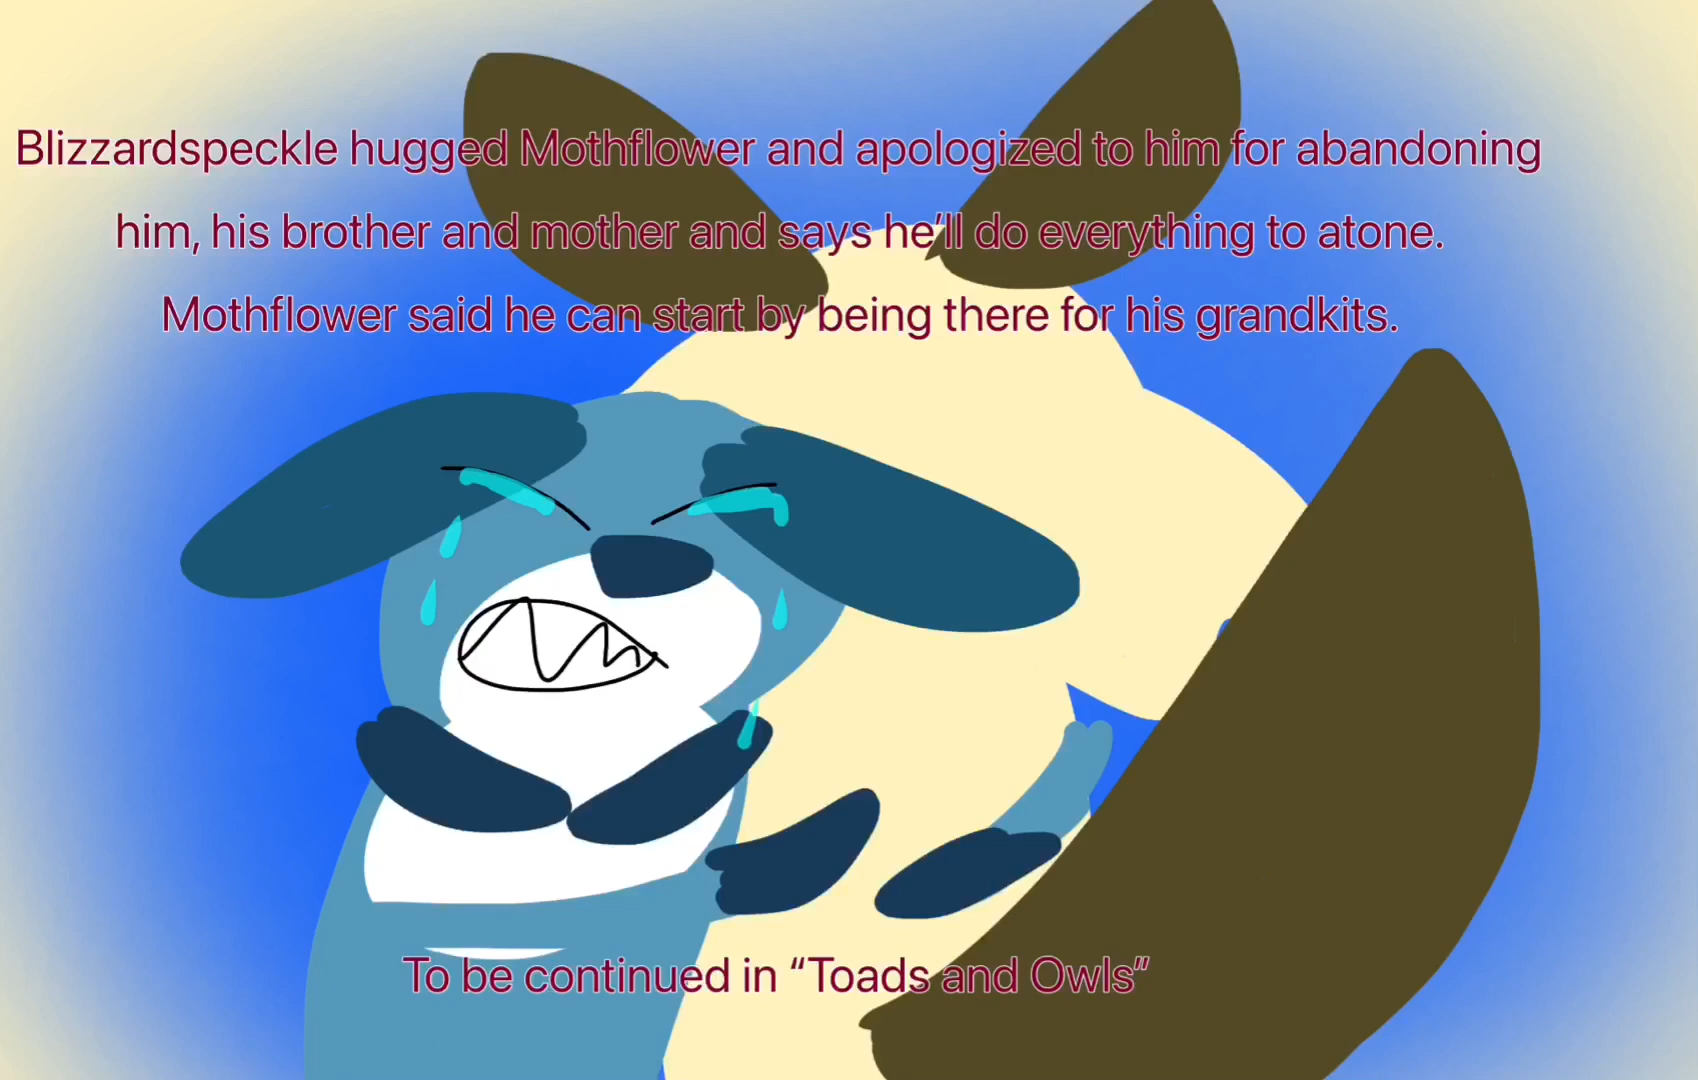 Blizzardspeckle hugged Mothflower and apologized to him for abandoning
him, his brother and mother and says he’ll do everything to atone.
Mothflower said he can start by being there for his grandkits.
To be continued in “Toads and Owls”